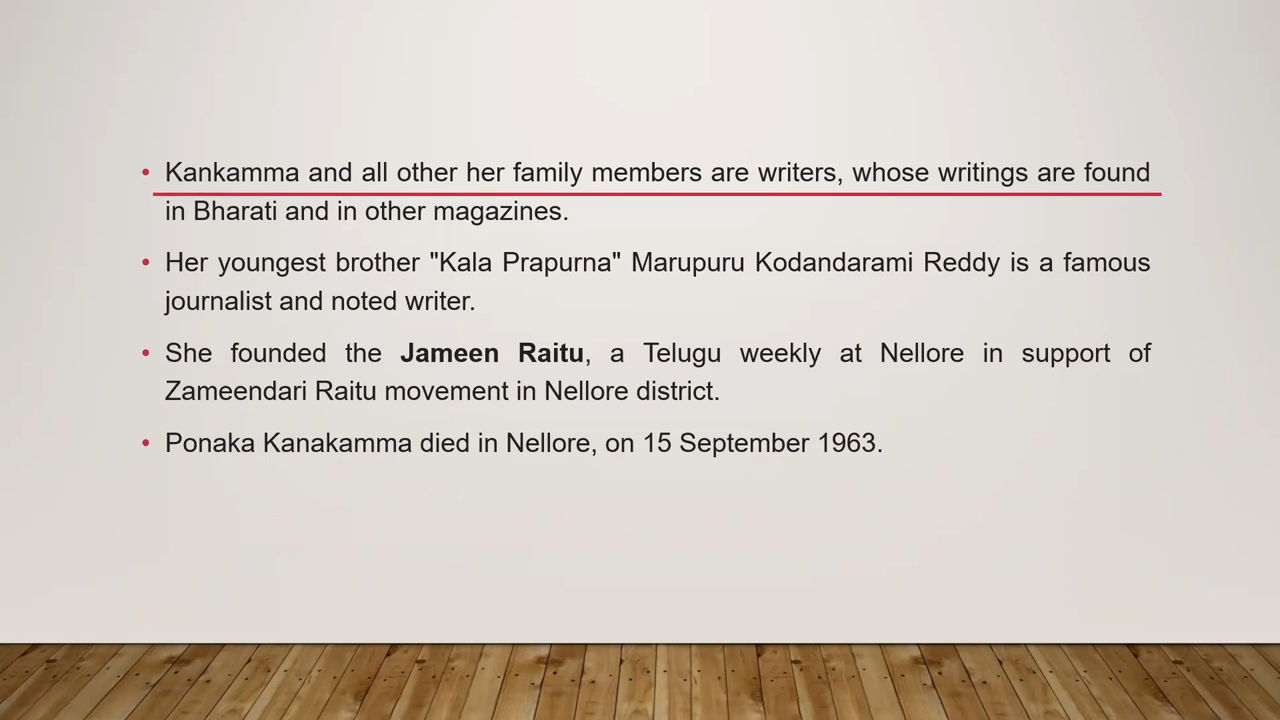 • Kankamma and all other her family members are writers, whose writings are found
in Bharati and in other magazines.
• Her youngest brother "Kala Prapurna" Marupuru Kodandarami Reddy is a famous
journalist and noted writer.
• She founded the Jameen Raitu, a Telugu weekly at Nellore in support of
Zameendari Raitu movement in Nellore district.
• Ponaka Kanakamma died in Nellore, on 15 September 1963.